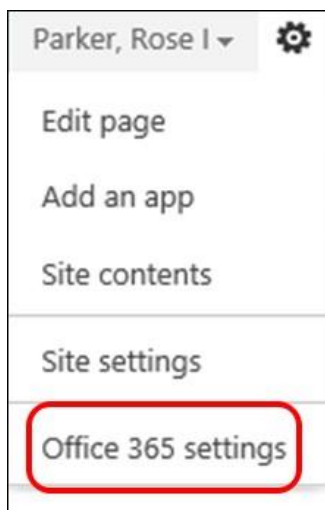 Parker, Rose I
Edit page
Add an app
Site contents
Site settings
Office 365 settings